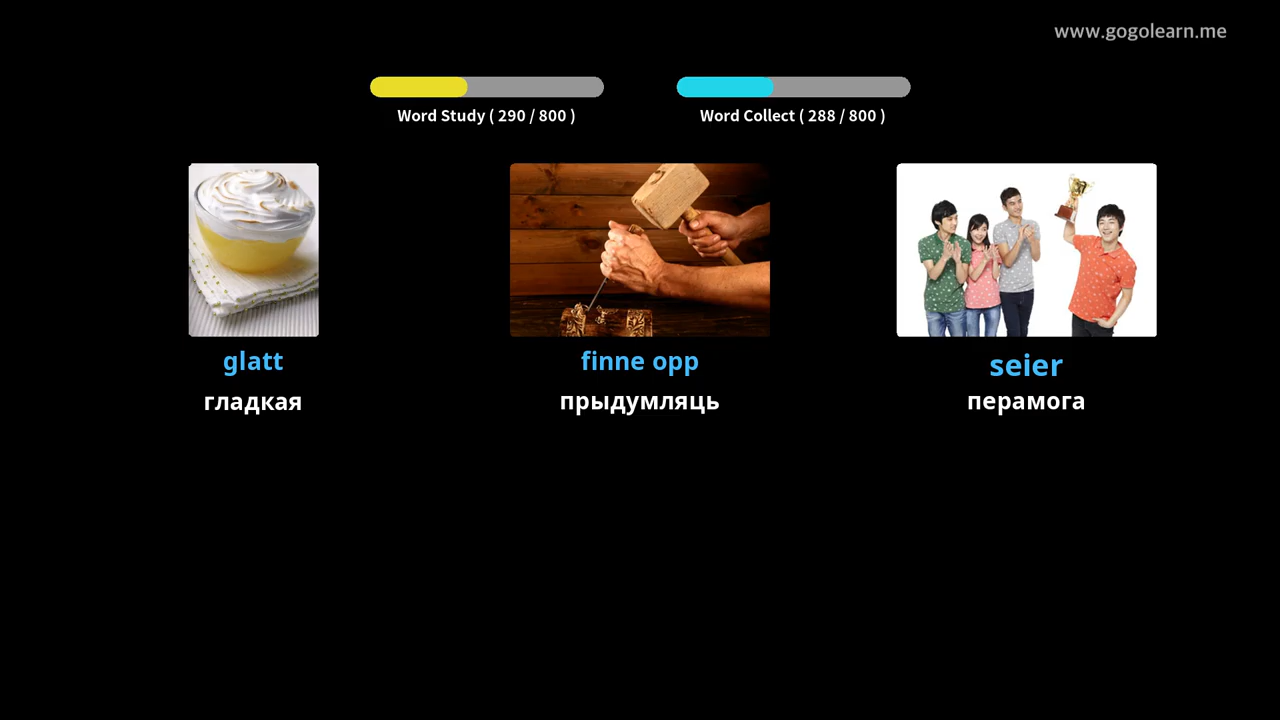 www.gogolearn.me
Word Study ( 290 / 800 )
Word Collect ( 288 / 800 )
glatt
гладкая
finne opp
прыдумляць
seier
перамога